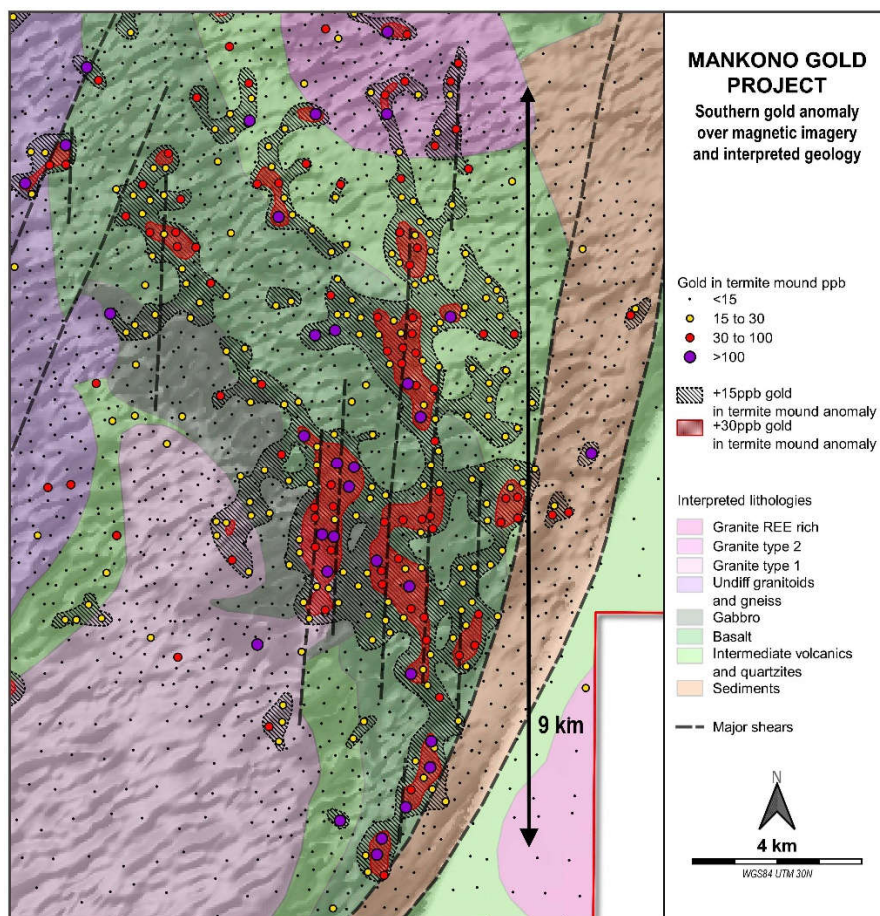 MANKONO GOLD
PROJECT
Southern gold anomaly
over magnetic imagery
and interpreted geology
Gold in termite mound ppb
<15
15 to 30
30 to 100
>100
+15ppb gold
in termite mound anomaly
+30ppb gold
in termite mound anomaly
Interpreted lithologies
Granite REE rich
Granite type 2
Granite type 1
Undiff granitoids
and gneiss
Gabbro
Basalt
Intermediate volcanics
and quartzites
Sediments
Major shears
9 km
N
4 km
WGS84 UTM 30N